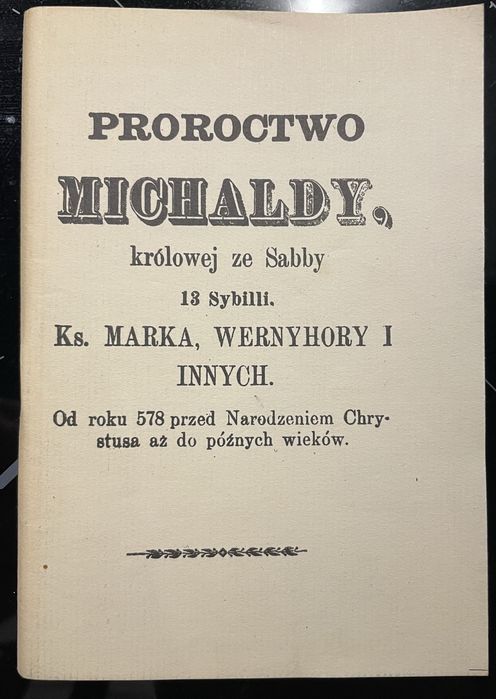 PROROCTWO
MICHALDY,
królowej ze Sabby
13 Sybilli.
Ks. MARKA, WERNYHORY I
INNYCH.
Od roku 578 przed Narodzeniem Chry-
stusa aż do późnych wieków.